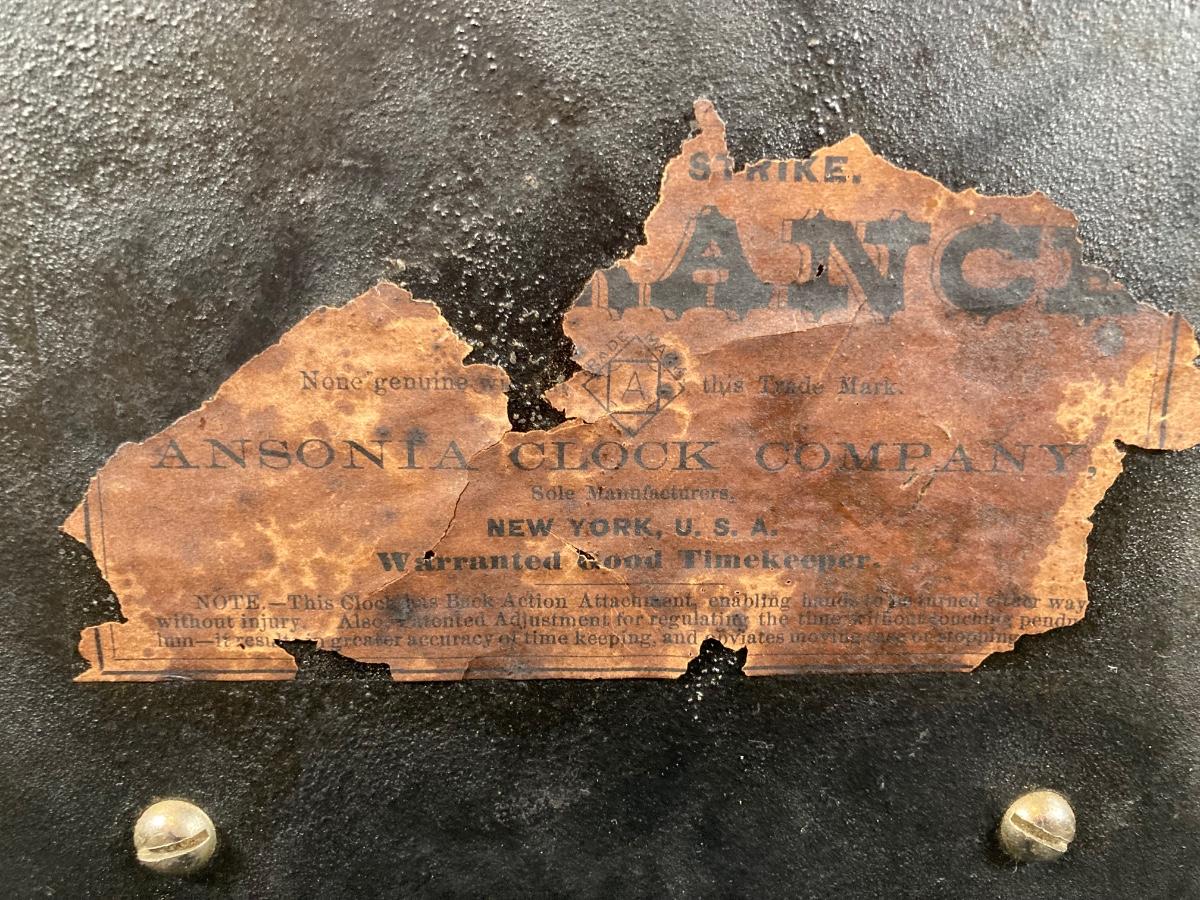 STRIKE.
ANC
None genuine this Trade Mark.
TRADE MARK
A
ANSONIA CLOCK COMPANY,
Sole Manufacturers,
NEW YORK, U. S. A.
Warranted Good Timekeeper.
NOTE.—This Clock has Back Action Attachment, enabling hands to be turned either way
without injury. Also, Patented Adjustment for regulating the time without touching pendu
lum—it greater accuracy of time keeping, and obviates moving case or stopping